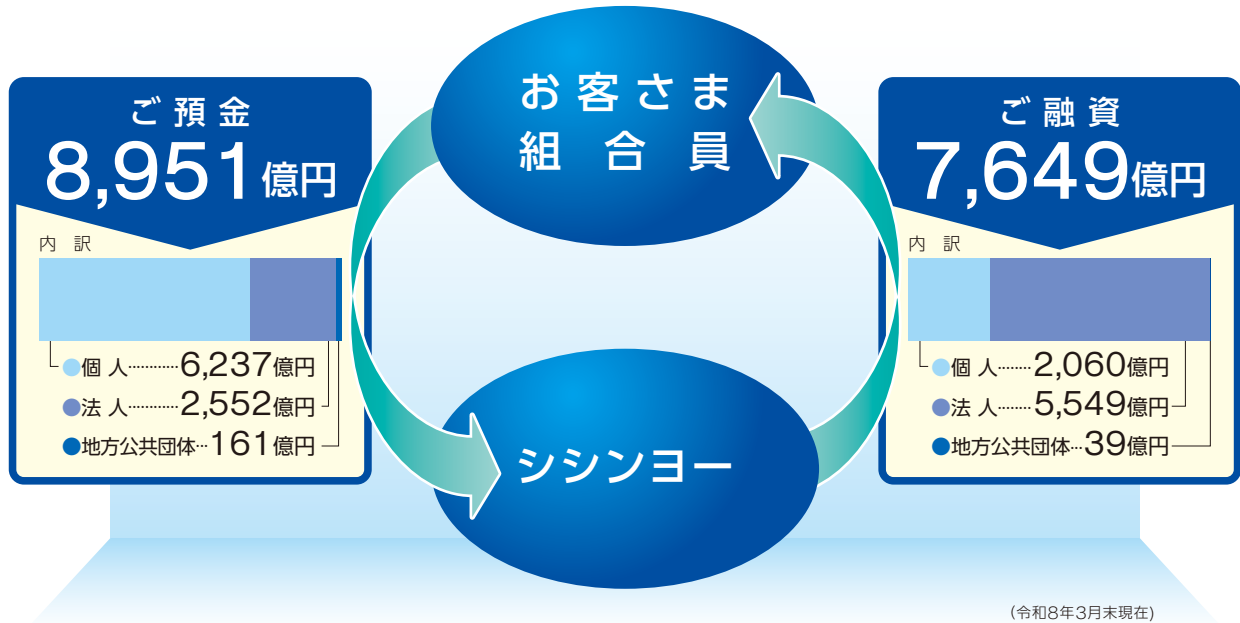 お客さま
組合員
ご預金
8,951億円
内訳
個人…………6,237億円
法人…………2,552億円
地方公共団体…161億円
ご融資
7,649億円
内訳
個人………2,060億円
法人………5,549億円
地方公共団体…39億円
シシンヨー
(令和8年3月末現在)